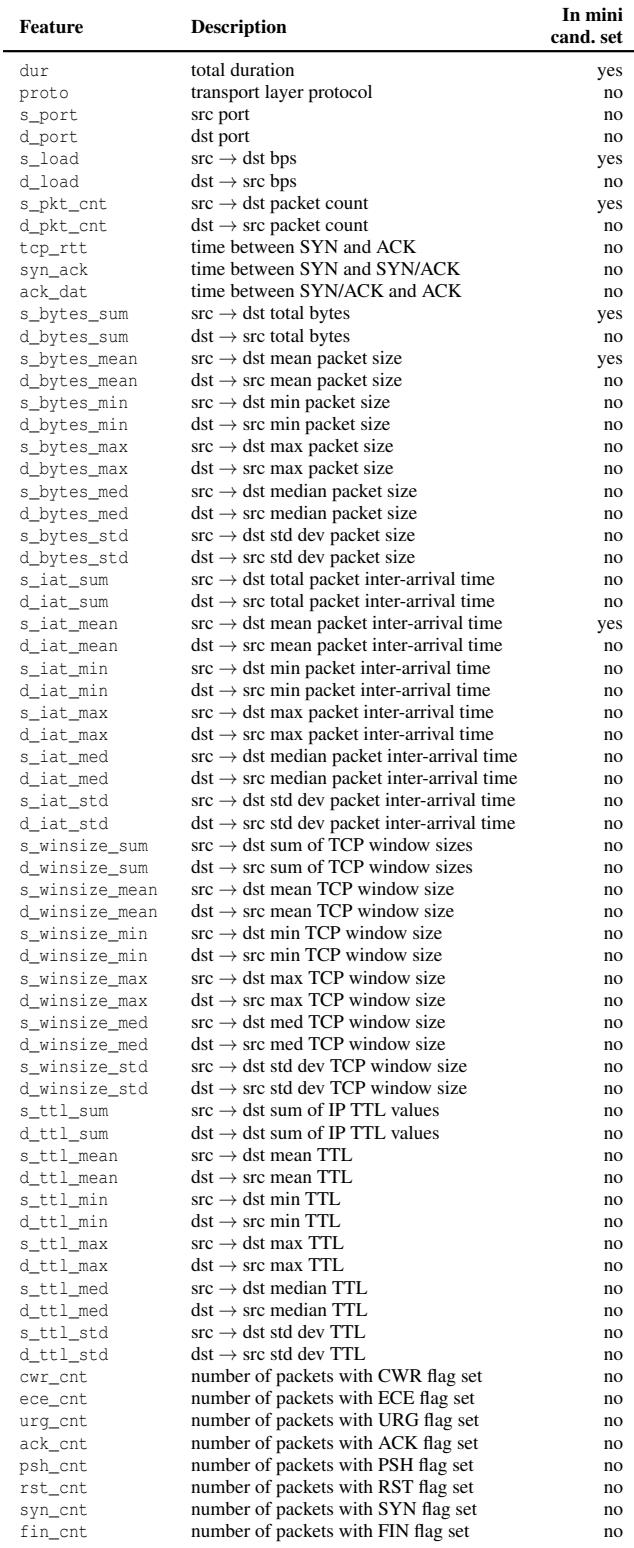 Feature Description In mini cand. set
dur total duration yes
proto transport layer protocol no
s_port src port no
d_port dst port no
s_load src → dst bps yes
d_load dst → src bps no
s_pkt_cnt src → dst packet count yes
d_pkt_cnt dst → src packet count no
tcp_rtt time between SYN and ACK no
syn_ack time between SYN and SYN/ACK no
ack_dat time between SYN/ACK and ACK no
s_bytes_sum src → dst total bytes yes
d_bytes_sum dst → src total bytes no
s_bytes_mean src → dst mean packet size yes
d_bytes_mean dst → src mean packet size no
s_bytes_min src → dst min packet size no
d_bytes_min dst → src min packet size no
s_bytes_max src → dst max packet size no
d_bytes_max dst → src max packet size no
s_bytes_med src → dst median packet size no
d_bytes_med dst → src median packet size no
s_bytes_std src → dst std dev packet size no
d_bytes_std dst → src std dev packet size no
s_iat_sum src → dst total packet inter-arrival time no
d_iat_sum dst → src total packet inter-arrival time no
s_iat_mean src → dst mean packet inter-arrival time yes
d_iat_mean dst → src mean packet inter-arrival time no
s_iat_min src → dst min packet inter-arrival time no
d_iat_min dst → src min packet inter-arrival time no
s_iat_max src → dst max packet inter-arrival time no
d_iat_max dst → src max packet inter-arrival time no
s_iat_med src → dst median packet inter-arrival time no
d_iat_med dst → src median packet inter-arrival time no
s_iat_std src → dst std dev packet inter-arrival time no
d_iat_std dst → src std dev packet inter-arrival time no
s_winsize_sum src → dst sum of TCP window sizes no
d_winsize_sum dst → src sum of TCP window sizes no
s_winsize_mean src → dst mean TCP window size no
d_winsize_mean dst → src mean TCP window size no
s_winsize_min src → dst min TCP window size no
d_winsize_min dst → src min TCP window size no
s_winsize_max src → dst max TCP window size no
d_winsize_max dst → src max TCP window size no
s_winsize_med src → dst med TCP window size no
d_winsize_med dst → src med TCP window size no
s_winsize_std src → dst std dev TCP window size no
d_winsize_std dst → src std dev TCP window size no
s_ttl_sum src → dst sum of IP TTL values no
d_ttl_sum dst → dst sum of IP TTL values no
s_ttl_mean src → dst mean TTL no
d_ttl_mean dst → src mean TTL no
s_ttl_min src → dst min TTL no
d_ttl_min dst → src min TTL no
s_ttl_max src → dst max TTL no
d_ttl_max dst → src max TTL no
s_ttl_med src → dst median TTL no
d_ttl_med dst → src median TTL no
s_ttl_std src → dst std dev TTL no
d_ttl_std dst → src std dev TTL no
cwr_cnt number of packets with CWR flag set no
ece_cnt number of packets with ECE flag set no
urg_cnt number of packets with URG flag set no
ack_cnt number of packets with ACK flag set no
psh_cnt number of packets with PSH flag set no
rst_cnt number of packets with RST flag set no
syn_cnt number of packets with SYN flag set no
fin_cnt number of packets with FIN flag set no